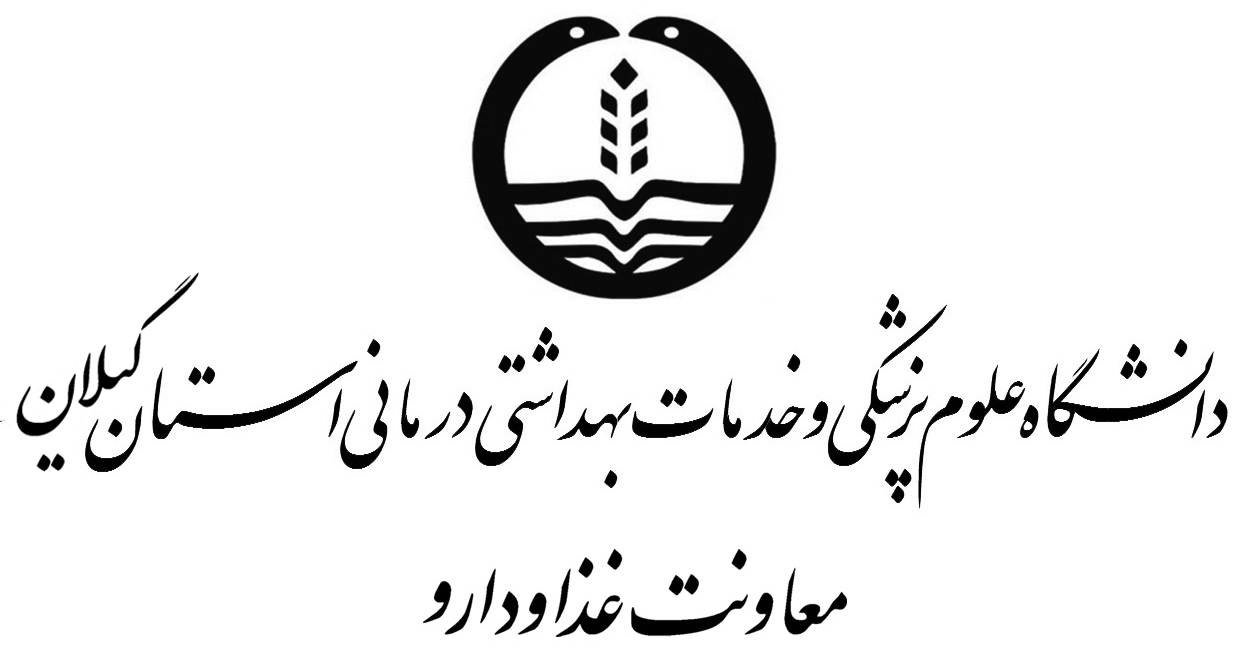 دانشگاه علوم پزشکی و خدمات بهداشتی درمانی استان گیلان
معاونت غذا و دارو